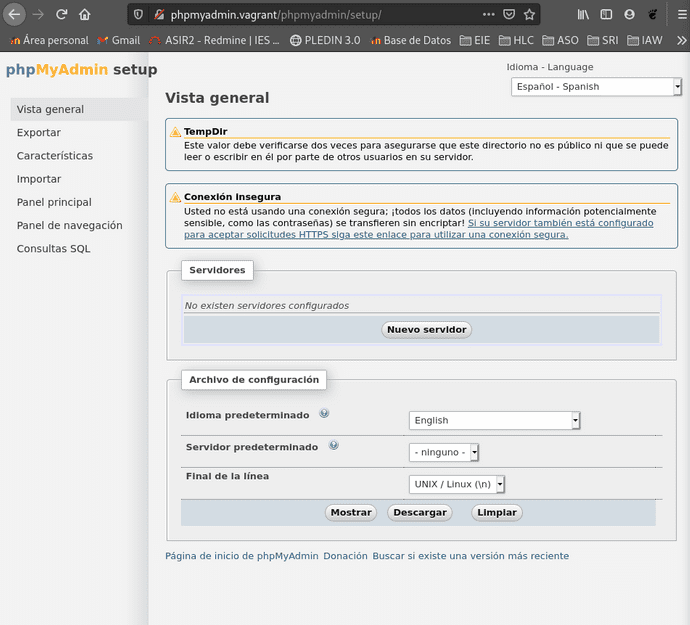 phpmyadmin.vagrant/phpmyadmin/setup/
Área personal Gmail ASIR2 - Redmine | IES ... PLEDIN 3.0 Base de Datos EIE HLC ASO SRI IAW
phpMyAdmin setup
Idioma - Language
Español - Spanish
Vista general
Exportar
Características
Importar
Panel principal
Panel de navegación
Consultas SQL
Vista general
TempDir
Este valor debe verificarse dos veces para asegurarse que este directorio no es público ni que se puede
leer o escribir en él por parte de otros usuarios en su servidor.
Conexión insegura
Usted no está usando una conexión segura; ¡todos los datos (incluyendo información potencialmente
sensible, como las contraseñas) se transfieren sin encriptar! Si su servidor también está configurado
para aceptar solicitudes HTTPS siga este enlace para utilizar una conexión segura.
Servidores
No existen servidores configurados
Nuevo servidor
Archivo de configuración
Idioma predeterminado English
Servidor predeterminado - ninguno -
Final de la línea UNIX / Linux (\n)
Mostrar Descargar Limpiar
Página de inicio de phpMyAdmin Donación Buscar si existe una versión más reciente